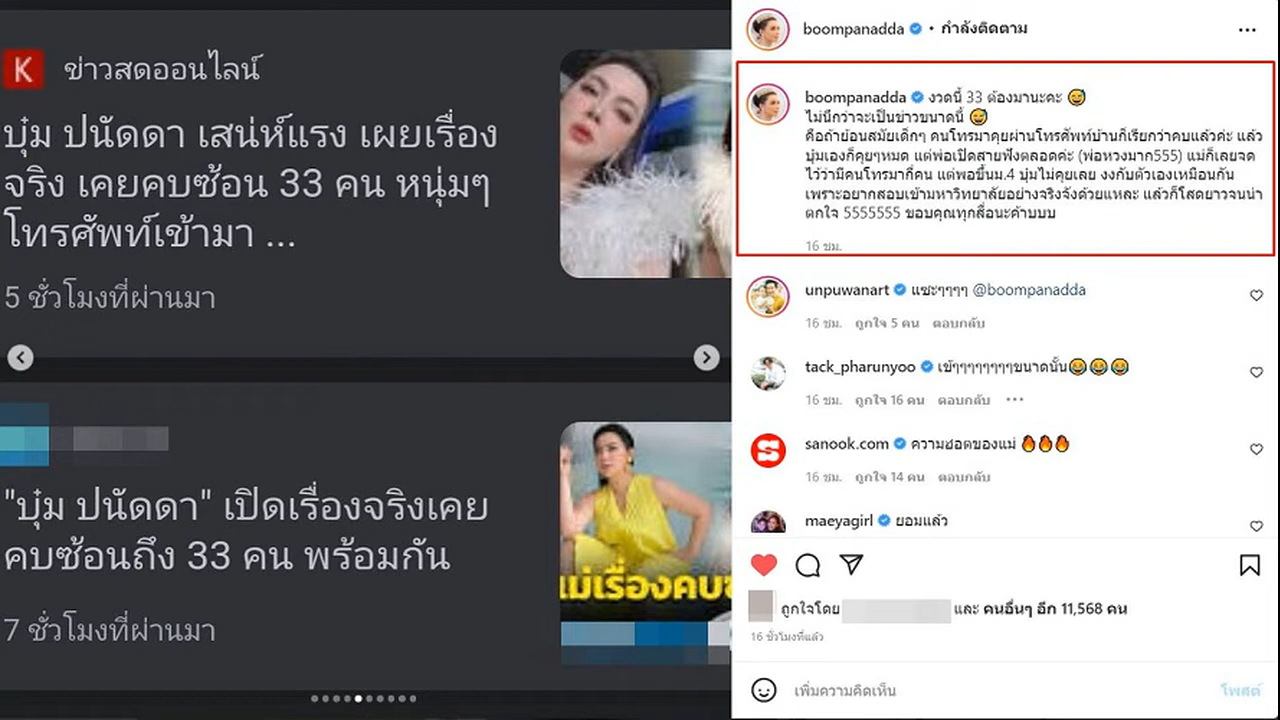 K ข่าวสดออนไลน์
บุ๋ม ปนัดดา เสน่ห์แรง เผยเรื่อง
จริง เคยคบซ้อน 33 คน หนุ่มๆ
โทรศัพท์เข้ามา ...
5 ชั่วโมงที่ผ่านมา
"บุ๋ม ปนัดดา" เปิดเรื่องจริงเคย
คบซ้อนถึง 33 คน พร้อมกัน
7 ชั่วโมงที่ผ่านมา
แม่เรื่องคบซ
boompanadda • กำลังติดตาม
boompanadda งวดนี้ 33 ต้องมานะคะ 😅
ไม่นึกว่าจะเป็นข่าวขนาดนี้ 😅
คือถ้าย้อนสมัยเด็กๆ คนโทรมาคุยผ่านโทรศัพท์บ้านก็เรียกว่าคบแล้วค่ะ แล้ว
บุ๋มเองก็คุยๆหมด แต่พ่อเปิดสายฟังตลอดค่ะ (พ่อหวงมาก555) แม่ก็เลยจด
ไว้ว่ามีคนโทรมากี่คน แต่พอขึ้นม.4 บุ๋มไม่คุยเลย งงกับตัวเองเหมือนกัน
เพราะอยากสอบเข้ามหาวิทยาลัยอย่างจริงจังด้วยแหละ แล้วก็โสดยาวจนน่า
ตกใจ 5555555 ขอบคุณทุกสื่อนะค้าบบบ
16 ชม.
unpuwanart แซะๆๆๆๆ @boompanadda
16 ชม. ถูกใจ 5 คน ตอบกลับ
tack_pharunyoo เข้าๆๆๆๆๆๆๆๆขนาดนั้น😂😂😂
16 ชม. ถูกใจ 16 คน ตอบกลับ ...
sanook.com ความฮอตของแม่ 🔥🔥🔥
16 ชม. ถูกใจ 14 คน ตอบกลับ
maeyagirl ยอมแล้ว
ถูกใจโดย และ คนอื่นๆ อีก 11,568 คน
16 ชั่วโมงที่แล้ว
เพิ่มความคิดเห็น
โพสต์